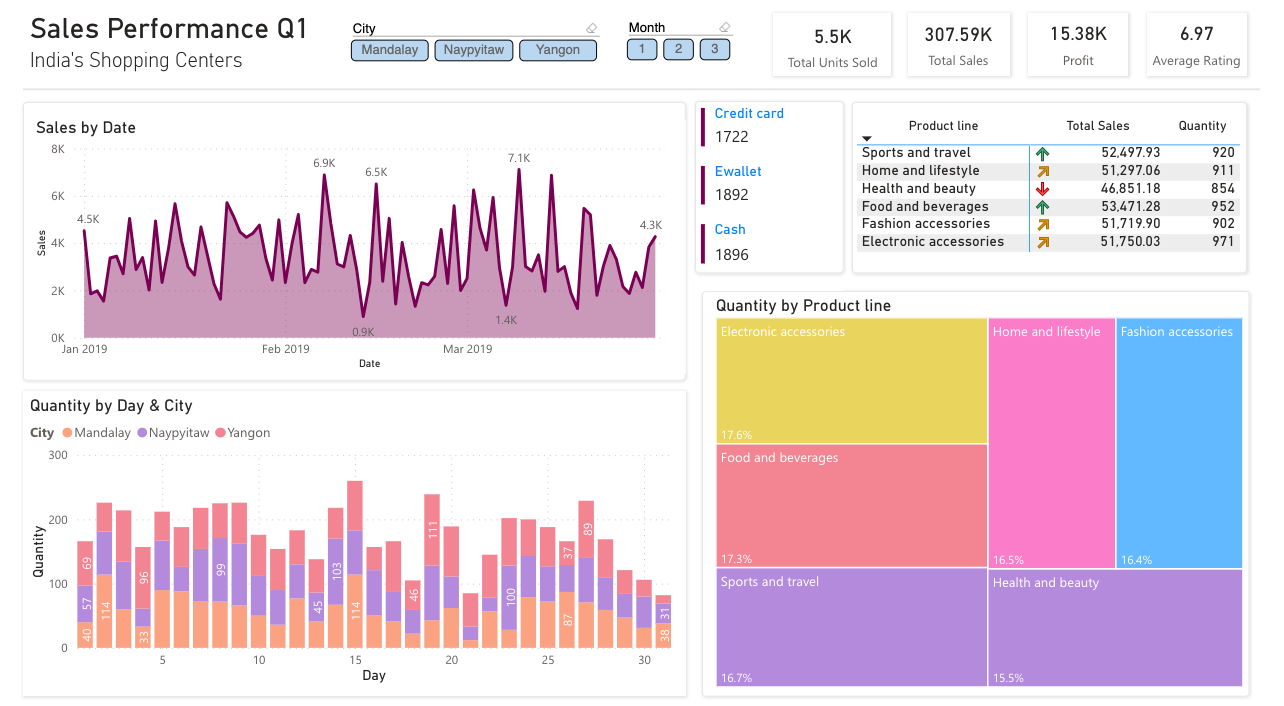 Sales Performance Q1
India's Shopping Centers
City
Mandalay Naypyitaw Yangon
Month
1 2 3
5.5K
Total Units Sold
307.59K
Total Sales
15.38K
Profit
6.97
Average Rating
Sales by Date
8K
6K
4K
2K
0K
Sales
4.5K
6.9K
6.5K
7.1K
4.3K
0.9K
1.4K
Jan 2019 Feb 2019 Mar 2019
Date
Credit card
1722
Ewallet
1892
Cash
1896
Product line Total Sales Quantity
Sports and travel 52,497.93 920
Home and lifestyle 51,297.06 911
Health and beauty 46,851.18 854
Food and beverages 53,471.28 952
Fashion accessories 51,719.90 902
Electronic accessories 51,750.03 971
Quantity by Day & City
City Mandalay Naypyitaw Yangon
300
200
100
0
Quantity
40 57 69
114
33 96
99
45
103
114
46
111
100
87 37
89
38 31
5 10 15 20 25 30
Day
Quantity by Product line
Electronic accessories
17.6%
Food and beverages
17.3%
Sports and travel
16.7%
Home and lifestyle
16.5%
Fashion accessories
16.4%
Health and beauty
15.5%